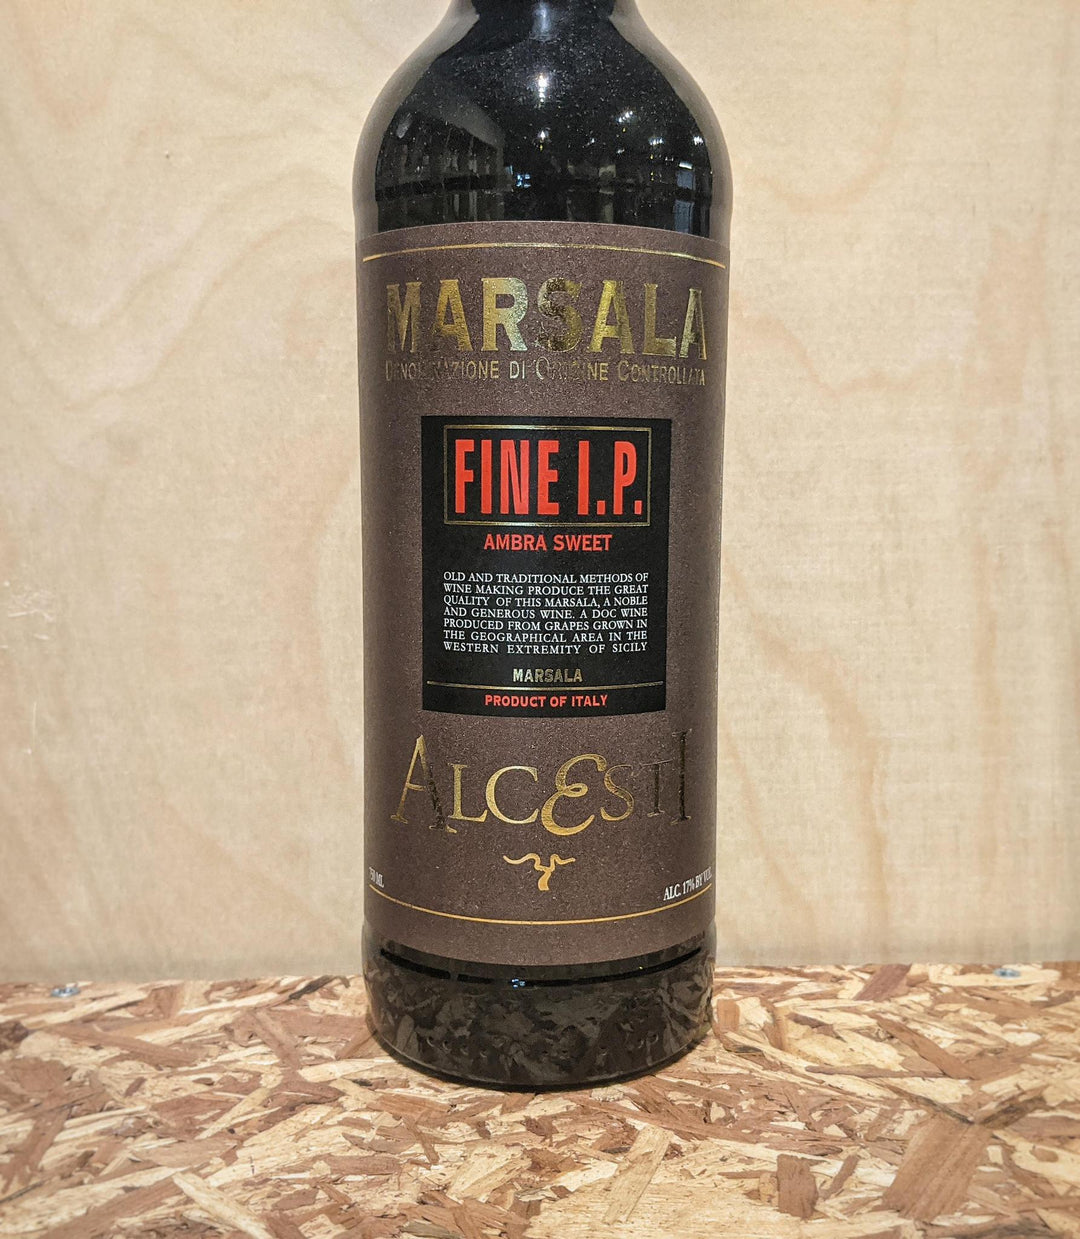 MARSALA
DENOMINAZIONE DI ORIGINE CONTROLLATA
FINE I.P.
AMBRA SWEET
OLD AND TRADITIONAL METHODS OF
WINE MAKING PRODUCE THE GREAT
QUALITY OF THIS MARSALA, A NOBLE
AND GENEROUS WINE. A DOC WINE
PRODUCED FROM GRAPES GROWN IN
THE GEOGRAPHICAL AREA IN THE
WESTERN EXTREMITY OF SICILY
MARSALA
PRODUCT OF ITALY
ALCESTI
750 ML
ALC. 17% BY VOL.